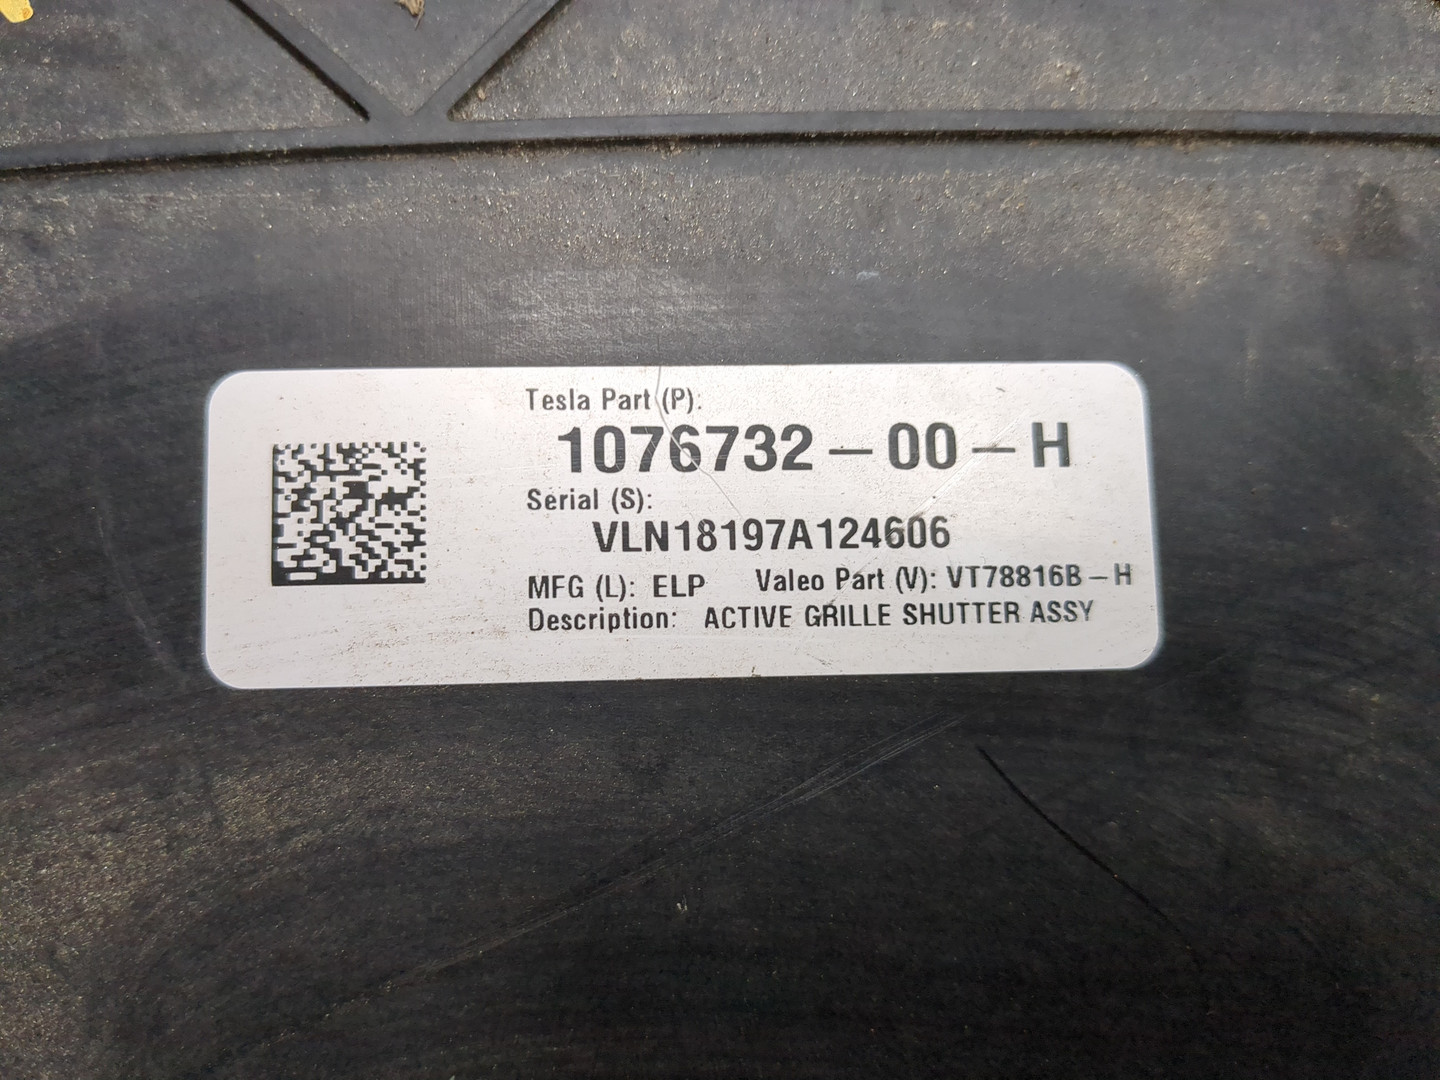 Tesla Part (P):
1076732-00-H
Serial (S):
VLN18197A124606
MFG (L): ELP Valeo Part (V): VT78816B-H
Description: ACTIVE GRILLE SHUTTER ASSY